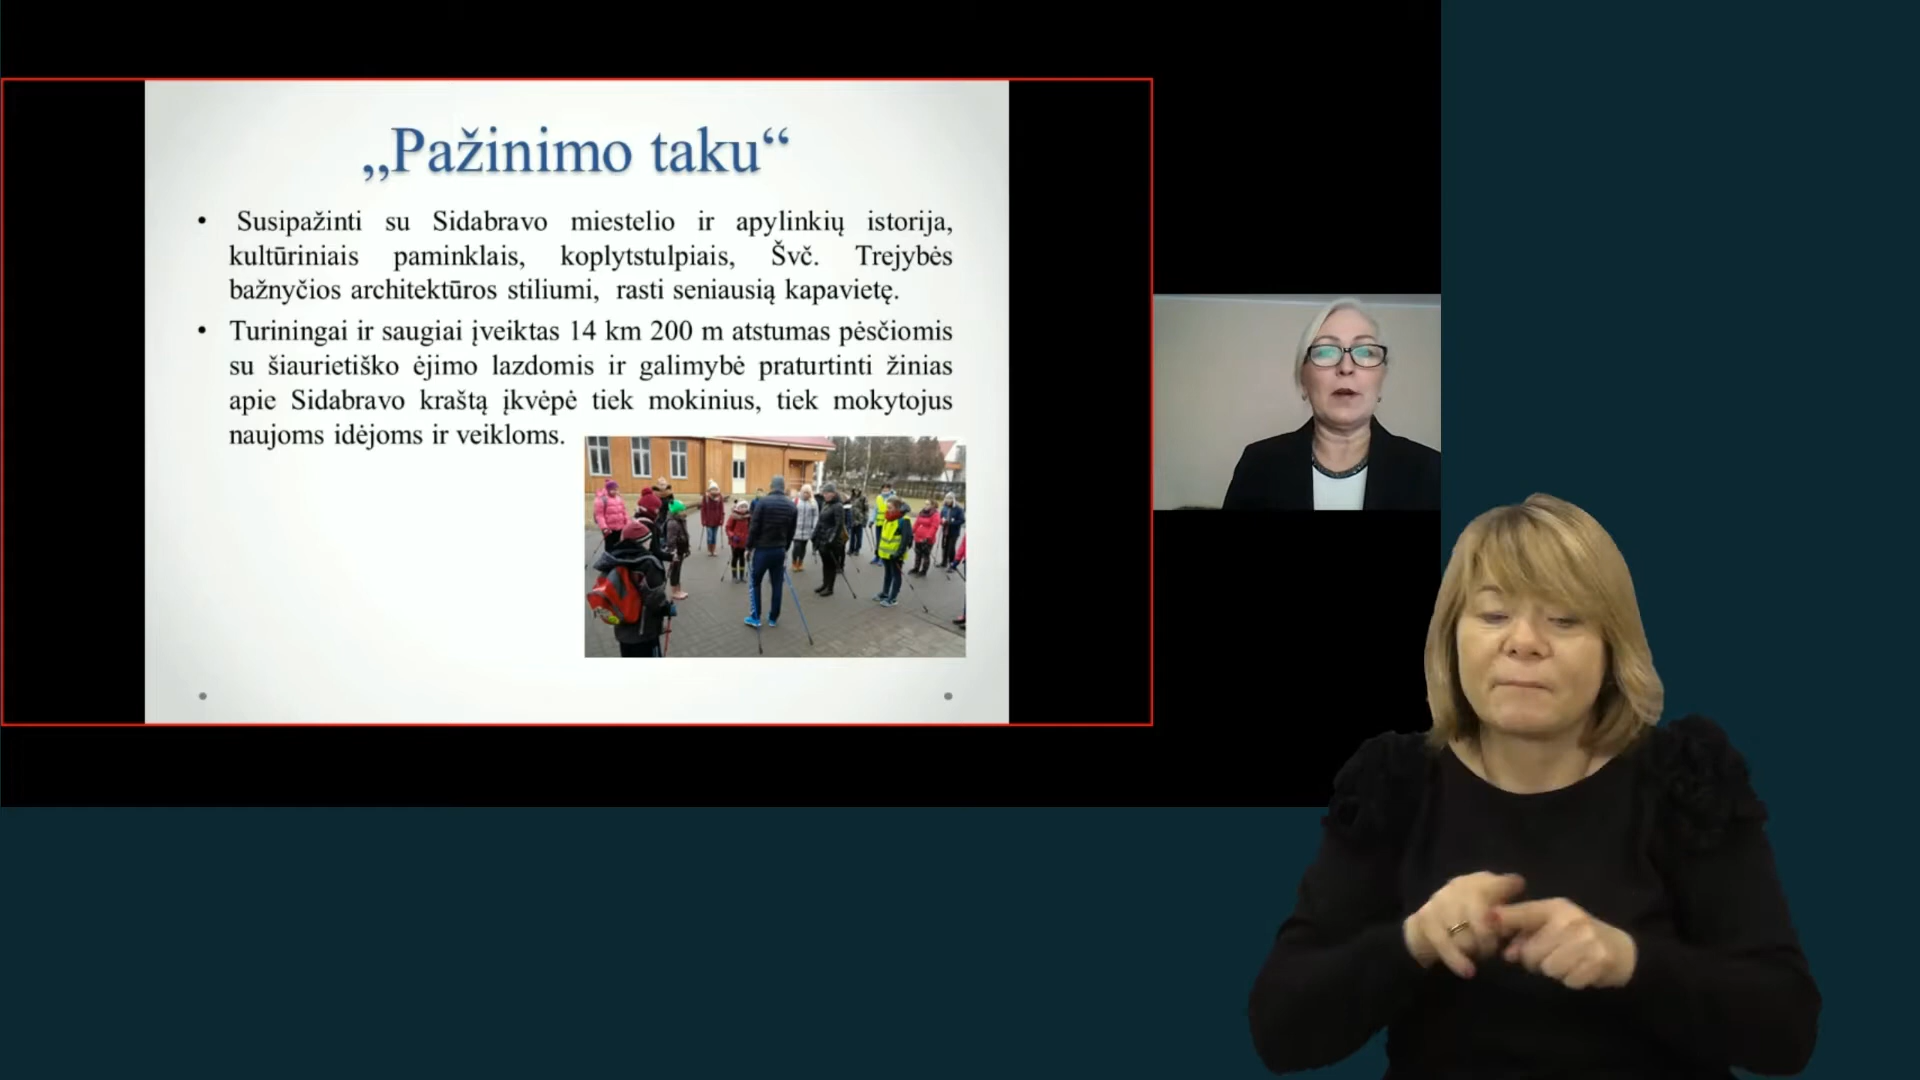 „Pažinimo taku“
• Susipažinti su Sidabravo miestelio ir apylinkių istorija,
kultūriniais paminklais, koplytstulpiais, Švč. Trejybės
bažnyčios architektūros stiliumi, rasti seniausią kapavietę.
• Turiningai ir saugiai įveiktas 14 km 200 m atstumas pėsčiomis
su šiaurietiško ėjimo lazdomis ir galimybė praturtinti žinias
apie Sidabravo kraštą įkvėpė tiek mokinius, tiek mokytojus
naujoms idėjoms ir veikloms.